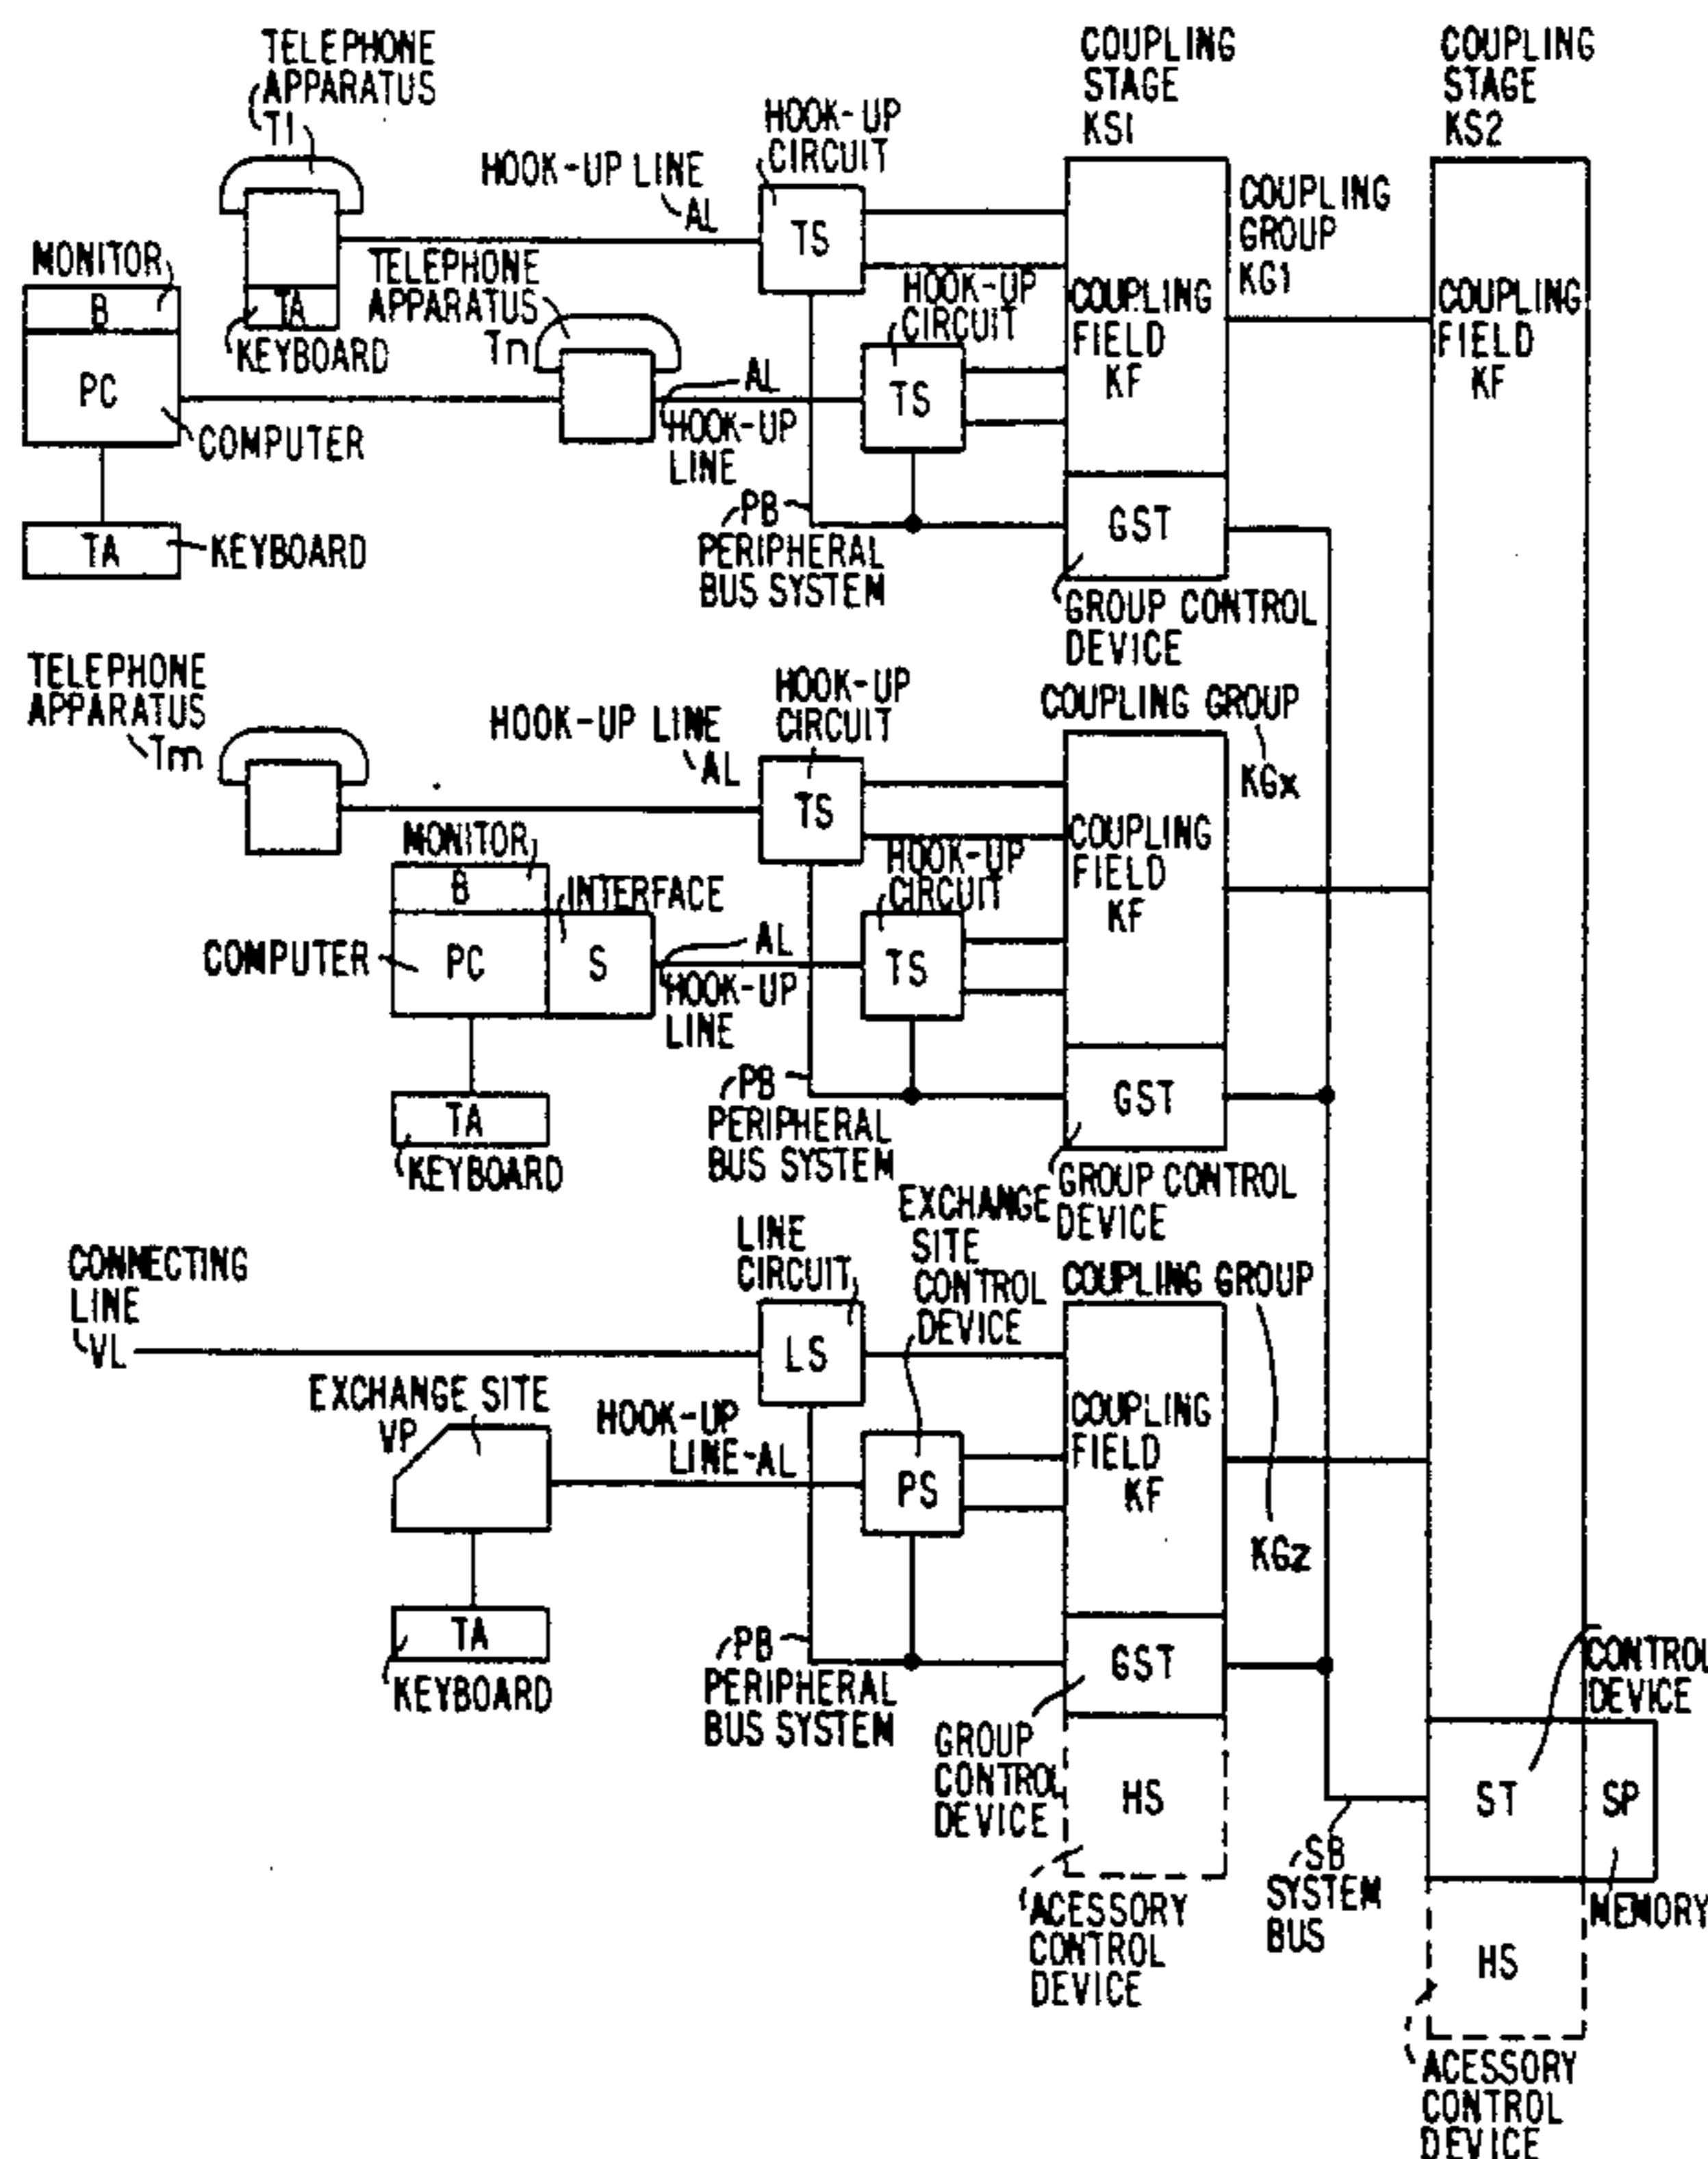 TELEPHONE
APPARATUS
T1
HOOK-UP
CIRCUIT
COUPLING
STAGE
KS1
COUPLING
STAGE
KS2
HOOK-UP LINE
AL
TS
COUPLING
GROUP
KG1
MONITOR
B
TA
KEYBOARD
TELEPHONE
APPARATUS
Tn
HOOK-UP
CIRCUIT
COUPLING
FIELD
KF
COUPLING
FIELD
KF
PC
COMPUTER
AL
HOOK-UP
LINE
TS
TA
KEYBOARD
PB
PERIPHERAL
BUS SYSTEM
GST
GROUP CONTROL
DEVICE
TELEPHONE
APPARATUS
Tm
HOOK-UP LINE
AL
HOOK-UP
CIRCUIT
TS
COUPLING GROUP
KGx
MONITOR
B
INTERFACE
HOOK-UP
CIRCUIT
COUPLING
FIELD
KF
COMPUTER
PC
S
AL
HOOK-UP
LINE
TS
TA
KEYBOARD
PB
PERIPHERAL
BUS SYSTEM
GST
GROUP CONTROL
DEVICE
CONNECTING
LINE
VL
LINE
CIRCUIT
LS
EXCHANGE
SITE
CONTROL
DEVICE
COUPLING GROUP
EXCHANGE SITE
VP
HOOK-UP
LINE-AL
PS
COUPLING
FIELD
KF
KGz
TA
KEYBOARD
PB
PERIPHERAL
BUS SYSTEM
GST
GROUP
CONTROL
DEVICE
HS
ACESSORY
CONTROL
DEVICE
SB
SYSTEM
BUS
CONTROL
DEVICE
ST
SP
MEMORY
HS
ACESSORY
CONTROL
DEVICE